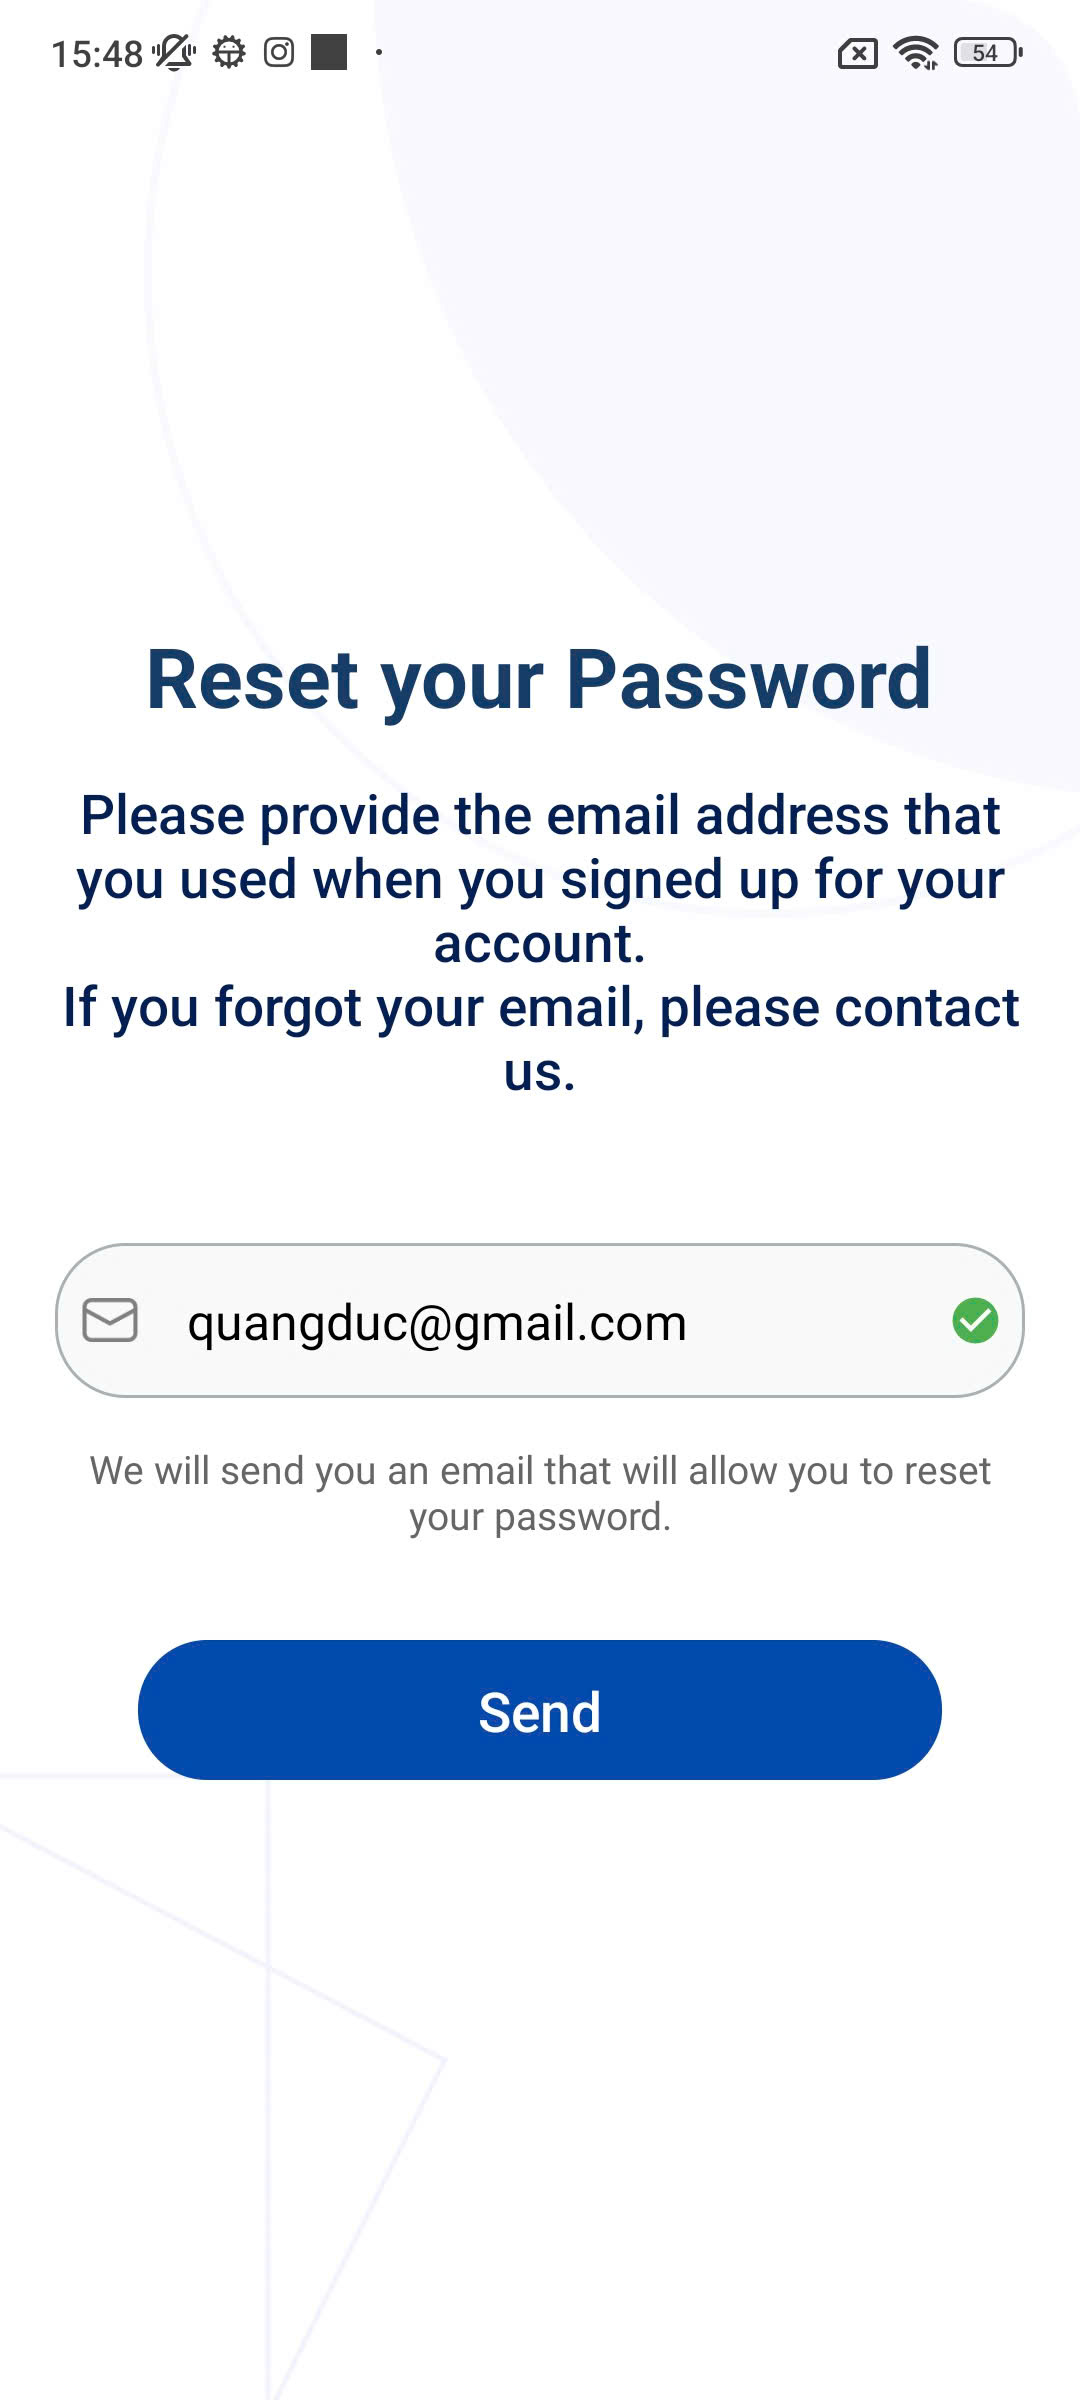 15:48
54
Reset your Password
Please provide the email address that
you used when you signed up for your
account.
If you forgot your email, please contact
us.
quangduc@gmail.com
We will send you an email that will allow you to reset
your password.
Send